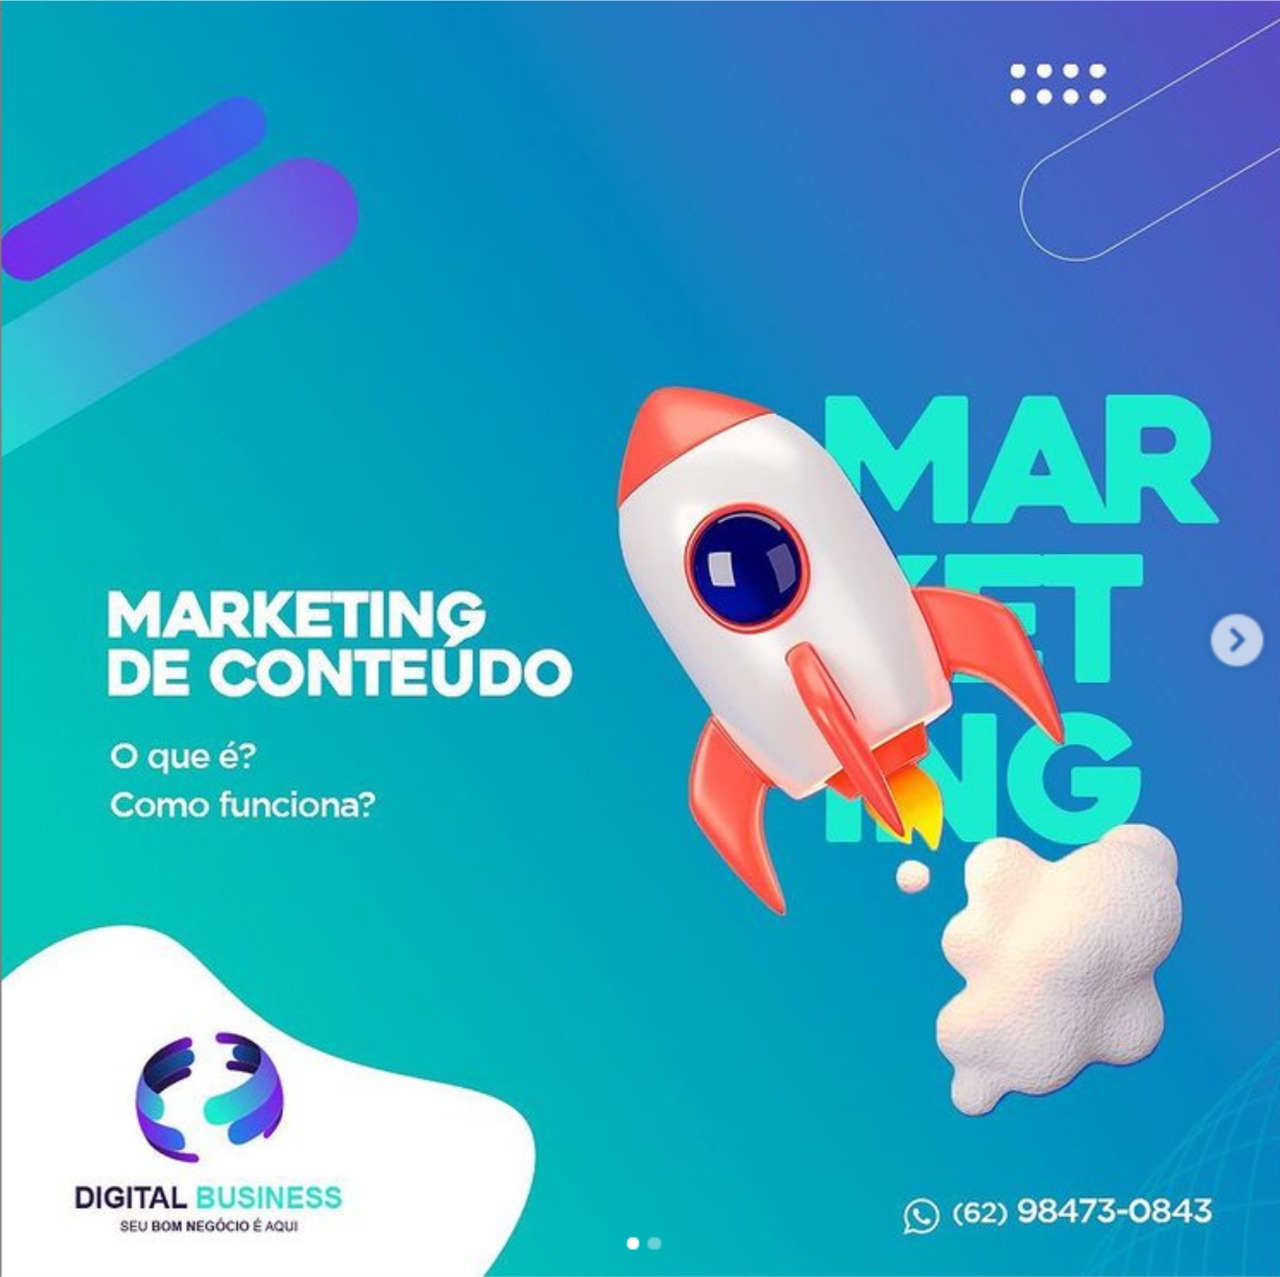 MAR
KET
ING
MARKETING
DE CONTEÚDO
O que é?
Como funciona?
DIGITAL BUSINESS
SEU BOM NEGÓCIO É AQUI
(62) 98473-0843